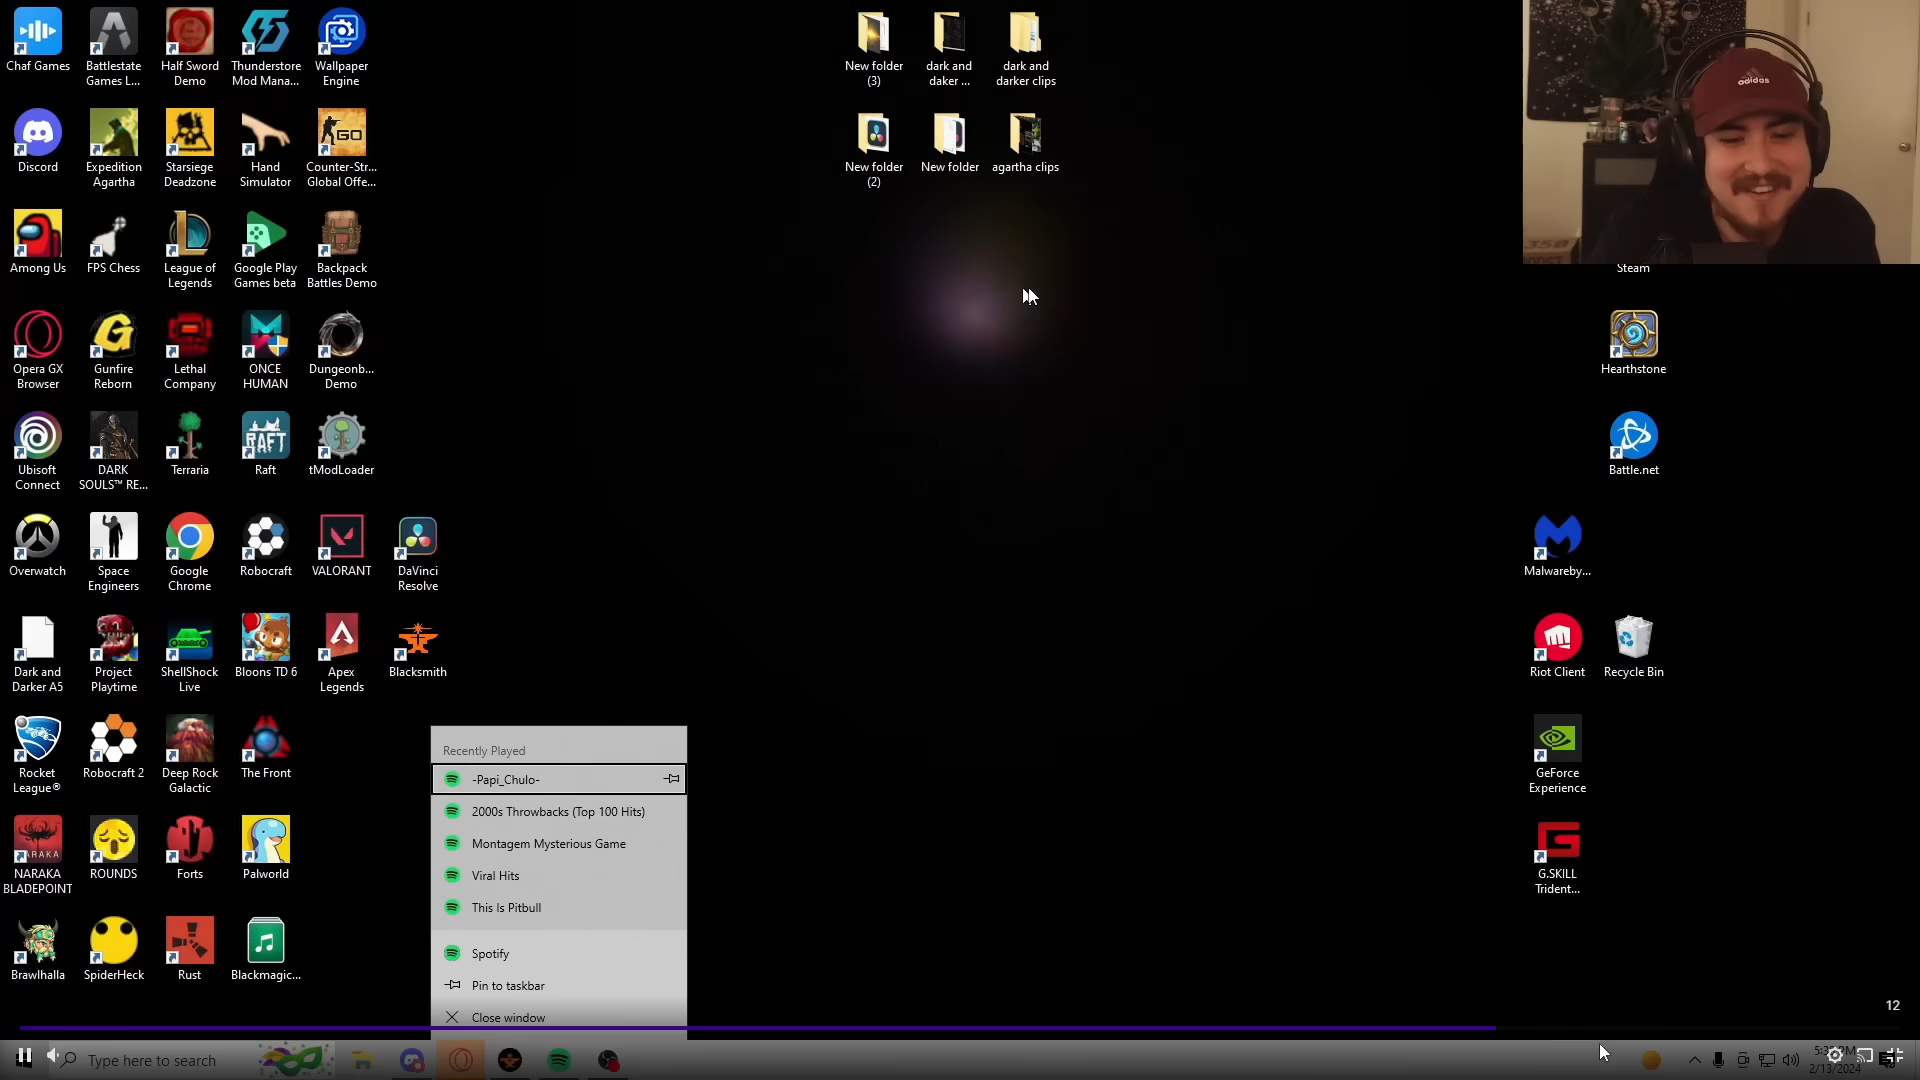 Chaf Games
Battlestate
Games L...
Half Sword
Demo
Thunderstore
Mod Mana...
Wallpaper
Engine
New folder
(3)
dark and
daker ...
dark and
darker clips
adidas
Discord
Expedition
Agartha
Starsiege
Deadzone
Hand
Simulator
GO
Counter-Str...
Global Offe...
New folder
(2)
New folder
agartha clips
Among Us
FPS Chess
League of
Legends
Google Play
Games beta
Backpack
Battles Demo
Steam
Opera GX
Browser
Gunfire
Reborn
Lethal
Company
ONCE
HUMAN
Dungeonb...
Demo
Hearthstone
Ubisoft
Connect
DARK
SOULS™ RE...
Terraria
RAFT
Raft
tModLoader
Battle.net
Overwatch
Space
Engineers
Google
Chrome
Robocraft
VALORANT
DaVinci
Resolve
Malwareby...
Dark and
Darker A5
Project
Playtime
ShellShock
Live
Bloons TD 6
Apex
Legends
Blacksmith
Riot Client
Recycle Bin
Rocket
League®
Robocraft 2
Deep Rock
Galactic
The Front
GeForce
Experience
NARAKA
BLADEPOINT
ROUNDS
Forts
Palworld
G.SKILL
Trident...
Brawlhalla
SpiderHeck
Rust
Blackmagic...
Recently Played
-Papi_Chulo-
2000s Throwbacks (Top 100 Hits)
Montagem Mysterious Game
Viral Hits
This Is Pitbull
Spotify
Pin to taskbar
Close window
12
Type here to search
2/13/2024